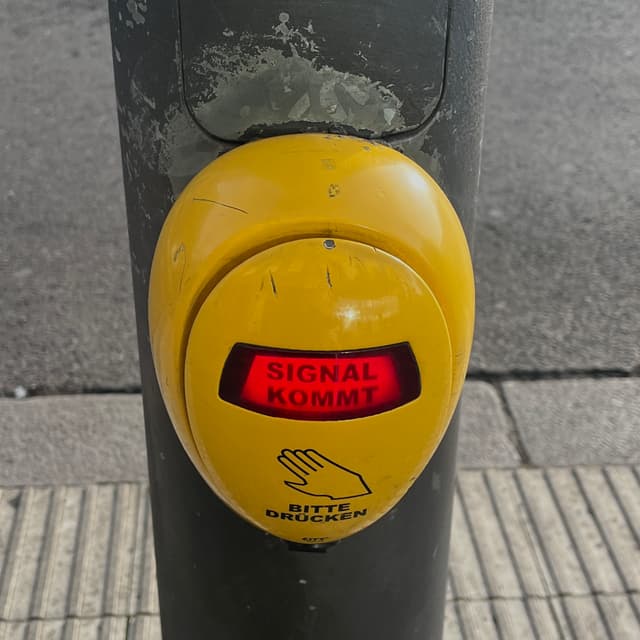 SIGNAL
KOMMT
BITTE
DRÜCKEN